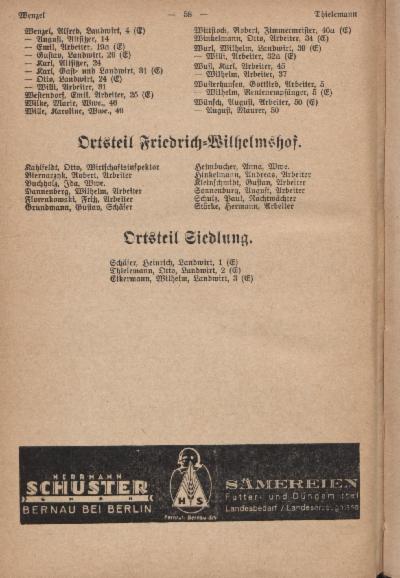 Wenzel — 58 — Thielemann
Wenzel, Alfred, Landwirt, 4 (E)
— August, Altsitzer, 14
— Emil, Arbeiter, 19a (E)
— Gustav, Landwirt, 28 (E)
— Karl, Altsitzer, 24
— Karl, Gast- und Landwirt, 31 (E)
— Otto, Landwirt, 24 (E)
— Willi, Arbeiter, 31
Westendorf, Emil, Arbeiter, 25 (E)
Wilke, Marie, Wwe., 46
Wille, Karoline, Wwe., 46
Wittstock, Robert, Zimmermeister, 40a (E)
Winkelmann, Otto, Arbeiter, 34 (E)
Wurl, Wilhelm, Landwirt, 30 (E)
— Willi, Arbeiter, 32a (E)
Wust, Karl, Arbeiter, 45
— Wilhelm, Arbeiter, 37
Wusterhausen, Gottlieb, Arbeiter, 5
— Wilhelm, Rentenempfänger, 5 (E)
Wünsch, August, Arbeiter, 50 (E)
— August, Maurer, 50
Ortsteil Friedrich-Wilhelmshof.
Kahlfeldt, Otto, Wirtschaftsinspektor
Biernarzyk, Robert, Arbeiter
Buchholz, Ida, Wwe.
Dannenberg, Wilhelm, Arbeiter
Florenkowski, Fritz, Arbeiter
Grundmann, Gustav, Schäfer
Heimbucher, Anna, Wwe.
Hinkelmann, Andreas, Arbeiter
Kleinschmidt, Gustav, Arbeiter
Sonnenburg, August, Arbeiter
Schulz, Paul, Nachtwächter
Störke, Hermann, Arbeiter
Ortsteil Siedlung.
Schäfer, Heinrich, Landwirt, 1 (E)
Thielemann, Otto, Landwirt, 2 (E)
Eikermann, Wilhelm, Landwirt, 3 (E)
HERRMANN
SCHUSTER
BERNAU BEI BERLIN
H S
SÄMEREIEN
Futter- und Düngemittel
Landesbedarf / Landeserzeugnisse